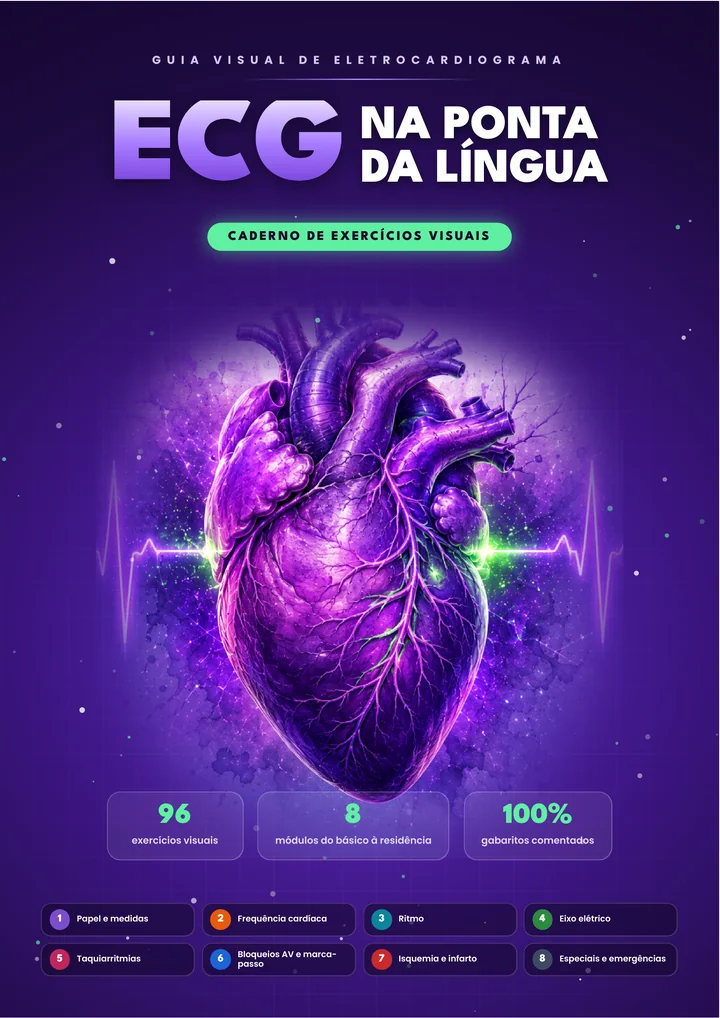 GUIA VISUAL DE ELETROCARDIOGRAMA
ECG NA PONTA
DA LÍNGUA
CADERNO DE EXERCÍCIOS VISUAIS
96
exercícios visuais
8
módulos do básico à residência
100%
gabaritos comentados
1 Papel e medidas
2 Frequência cardíaca
3 Ritmo
4 Eixo elétrico
5 Taquiarritmias
6 Bloqueios AV e marca-
passo
7 Isquemia e infarto
8 Especiais e emergências